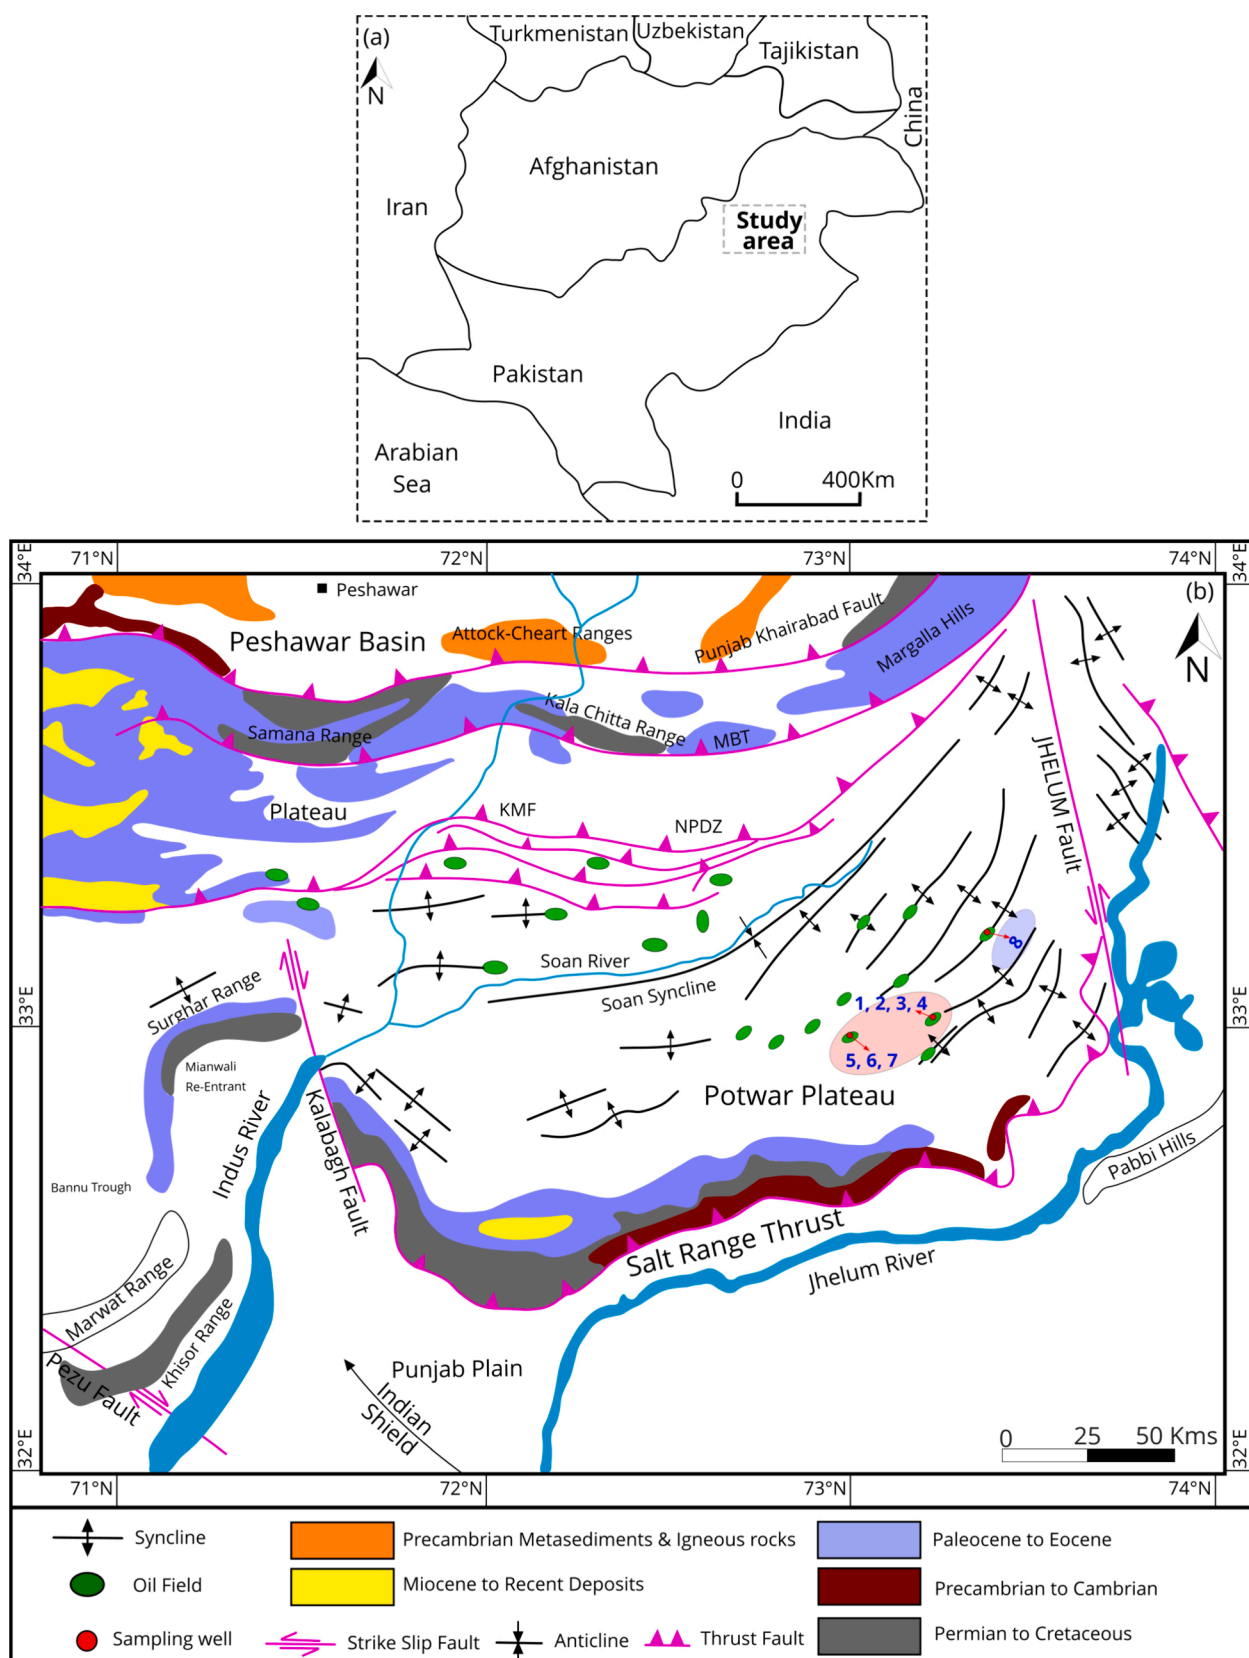 (a)
N
Turkmenistan
Uzbekistan
Tajikistan
China
Afghanistan
Iran
Study
area
Pakistan
India
Arabian
Sea
0 400Km
71°N 72°N 73°N 74°N
34°E 34°E
(b)
N
Peshawar
Peshawar Basin
Attock-Cheart Ranges
Punjab Khairabad Fault
Margalla Hills
Kala Chitta Range
Samana Range
MBT
JHELUM Fault
Plateau
KMF
NPDZ
8
Soan River
Soan Syncline
Surghar Range
33°E 33°E
1, 2, 3, 4
5, 6, 7
Mianwali
Re-Entrant
Potwar Plateau
Indus River
Kalabagh Fault
Pabbi Hills
Bannu Trough
Salt Range Thrust
Jhelum River
Marwat Range
Khisor Range
Pezu Fault
Punjab Plain
Indian
Shield
0 25 50 Kms
32°E 32°E
71°N 72°N 73°N 74°N
Syncline
Precambrian Metasediments & Igneous rocks
Paleocene to Eocene
Oil Field
Miocene to Recent Deposits
Precambrian to Cambrian
Sampling well
Strike Slip Fault
Anticline
Thrust Fault
Permian to Cretaceous